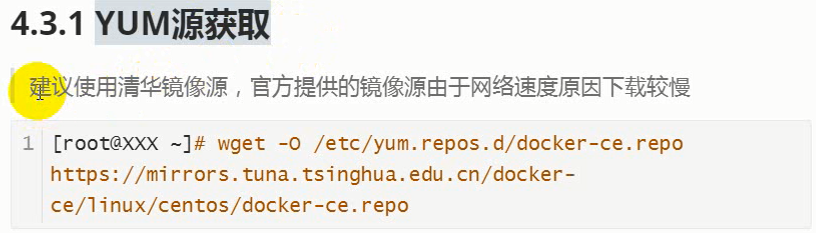 4.3.1 YUM源获取
建议使用清华镜像源，官方提供的镜像源由于网络速度原因下载较慢
1 [root@XXX ~]# wget -O /etc/yum.repos.d/docker-ce.repo
https://mirrors.tuna.tsinghua.edu.cn/docker-
ce/linux/centos/docker-ce.repo